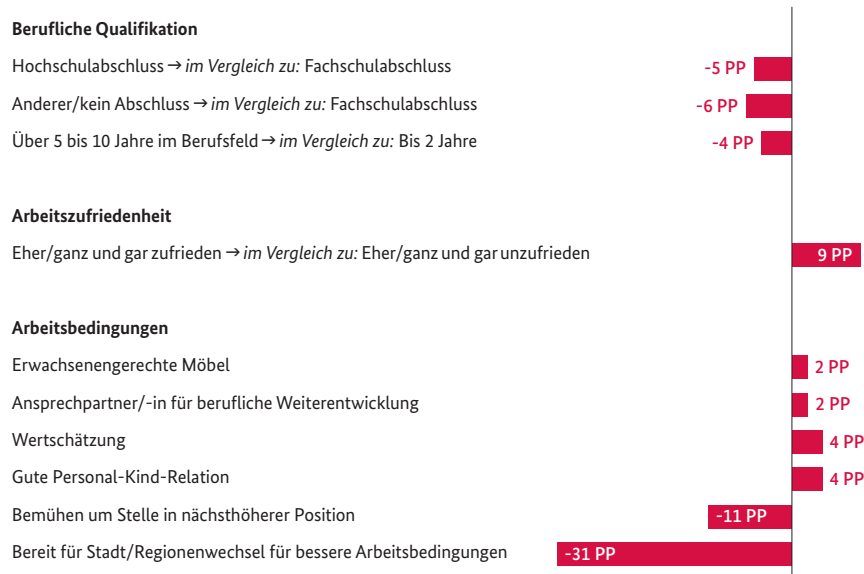 Berufliche Qualifikation
Hochschulabschluss → im Vergleich zu: Fachschulabschluss -5 PP
Anderer/kein Abschluss → im Vergleich zu: Fachschulabschluss -6 PP
Über 5 bis 10 Jahre im Berufsfeld → im Vergleich zu: Bis 2 Jahre -4 PP
Arbeitszufriedenheit
Eher/ganz und gar zufrieden → im Vergleich zu: Eher/ganz und gar unzufrieden 9 PP
Arbeitsbedingungen
Erwachsenengerechte Möbel 2 PP
Ansprechpartner/-in für berufliche Weiterentwicklung 2 PP
Wertschätzung 4 PP
Gute Personal-Kind-Relation 4 PP
Bemühen um Stelle in nächsthöherer Position -11 PP
Bereit für Stadt/Regionenwechsel für bessere Arbeitsbedingungen -31 PP